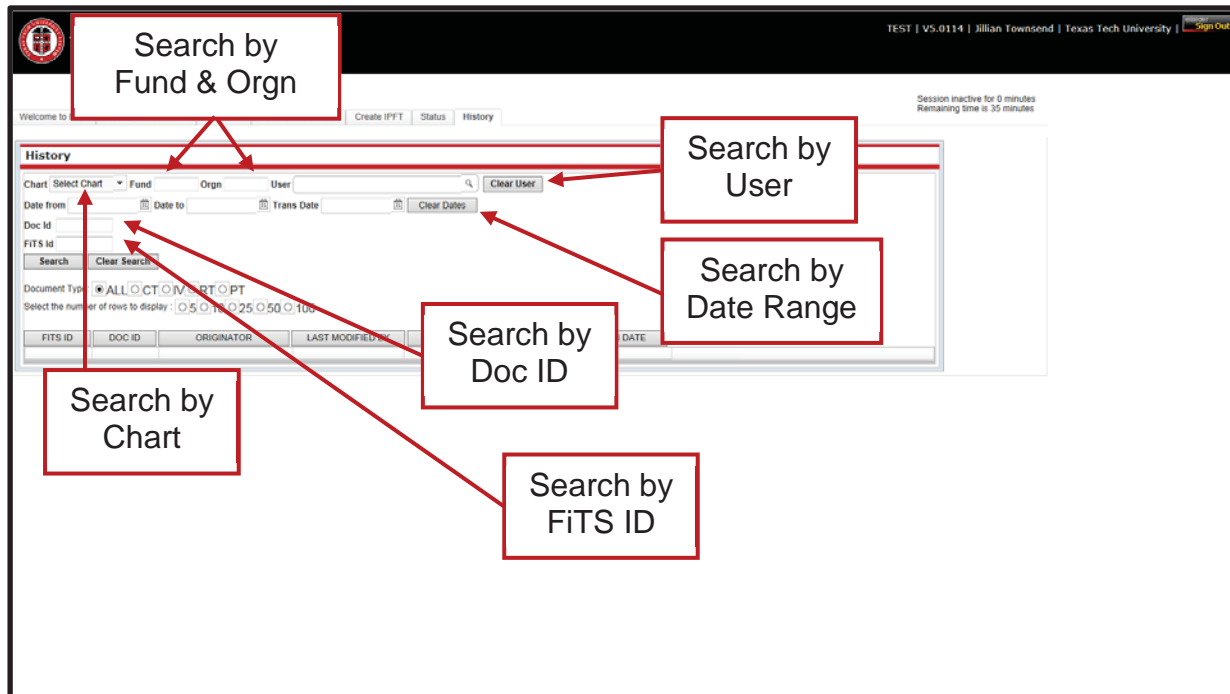 TEST | V5.0114 | Jillian Townsend | Texas Tech University | Sign Out
Search by
Fund & Orgn
Session inactive for 0 minutes
Remaining time is 35 minutes
Welcome to
Create IPFT Status History
History
Chart Select Chart Fund Orgn User Clear User
Date from Date to Trans Date Clear Dates
Doc Id
FiTS Id
Search Clear Search
Document Type: ALL CT IV RT PT
Select the number of rows to display : 5 10 25 50 100
FITS ID DOC ID ORIGINATOR LAST MODIFIED BY DATE
Search by
User
Search by
Date Range
Search by
Doc ID
Search by
Chart
Search by
FiTS ID